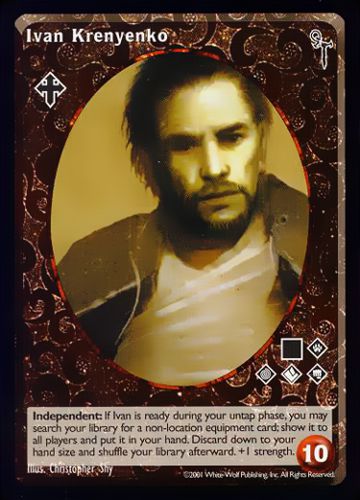 Ivan Krenyenko
Independent: If Ivan is ready during your untap phase, you may
search your library for a non-location equipment card; show it to
all players and put it in your hand. Discard down to your
hand size and shuffle your library afterward. +1 strength.
10
Illus. Christopher Shy
©2001 White Wolf Publishing, Inc. All Rights Reserved.